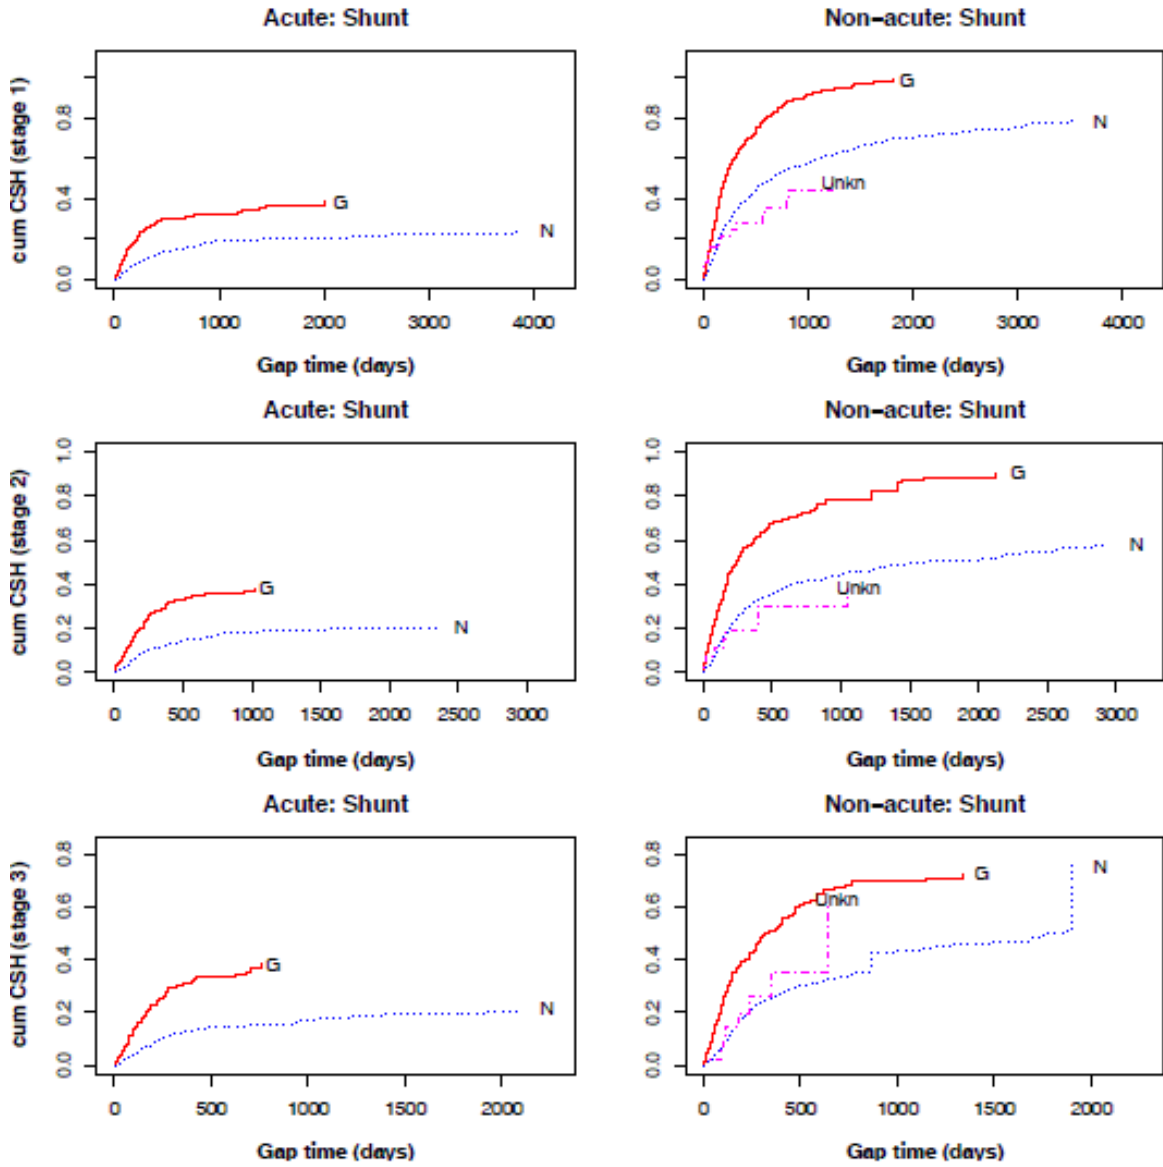 Acute: Shunt
cum CSH (stage 1)
0.0 0.4 0.8
G
N
0 1000 2000 3000 4000
Gap time (days)
Non-acute: Shunt
0.0 0.4 0.8
G
N
Unkn
0 1000 2000 3000 4000
Gap time (days)
Acute: Shunt
cum CSH (stage 2)
0.0 0.2 0.4 0.6 0.8 1.0
G
N
0 500 1000 1500 2000 2500 3000
Gap time (days)
Non-acute: Shunt
0.0 0.2 0.4 0.6 0.8 1.0
G
N
Unkn
0 500 1000 1500 2000 2500 3000
Gap time (days)
Acute: Shunt
cum CSH (stage 3)
0.0 0.2 0.4 0.6 0.8
G
N
0 500 1000 1500 2000
Gap time (days)
Non-acute: Shunt
0.0 0.2 0.4 0.6 0.8
N
G
Unkn
0 500 1000 1500 2000
Gap time (days)